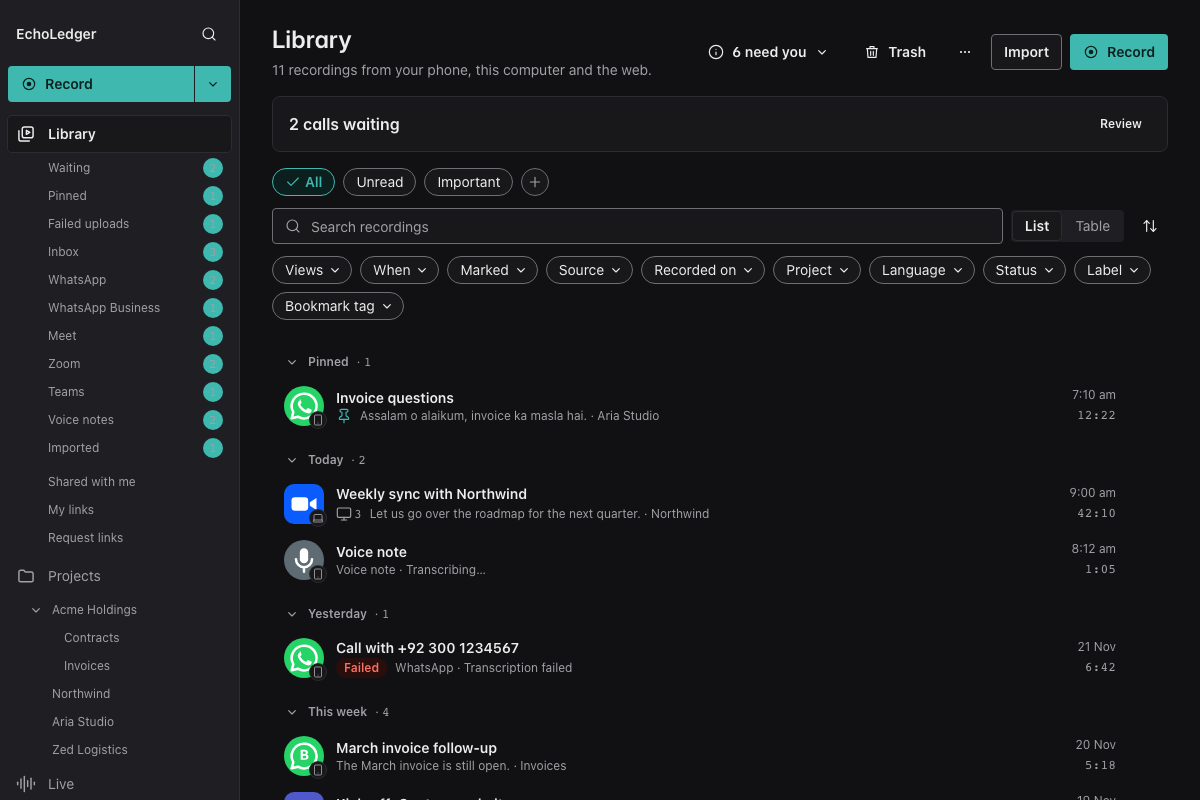 EchoLedger
Record
Library
Waiting
Pinned
Failed uploads
Inbox
WhatsApp
WhatsApp Business
Meet
Zoom
Teams
Voice notes
Imported
Shared with me
My links
Request links
Projects
Acme Holdings
Contracts
Invoices
Northwind
Aria Studio
Zed Logistics
Live
Library
11 recordings from your phone, this computer and the web.
6 need you
Trash
Import
Record
2 calls waiting
Review
All Unread Important
Search recordings
List Table
Views When Marked Source Recorded on Project Language Status Label
Bookmark tag
Pinned · 1
Invoice questions 7:10 am
Assalam o alaikum, invoice ka masla hai. · Aria Studio 12:22
Today · 2
Weekly sync with Northwind 9:00 am
3 Let us go over the roadmap for the next quarter. · Northwind 42:10
Voice note 8:12 am
Voice note · Transcribing… 1:05
Yesterday · 1
Call with +92 300 1234567 21 Nov
Failed WhatsApp · Transcription failed 6:42
This week · 4
March invoice follow-up 20 Nov
The March invoice is still open. · Invoices 5:18